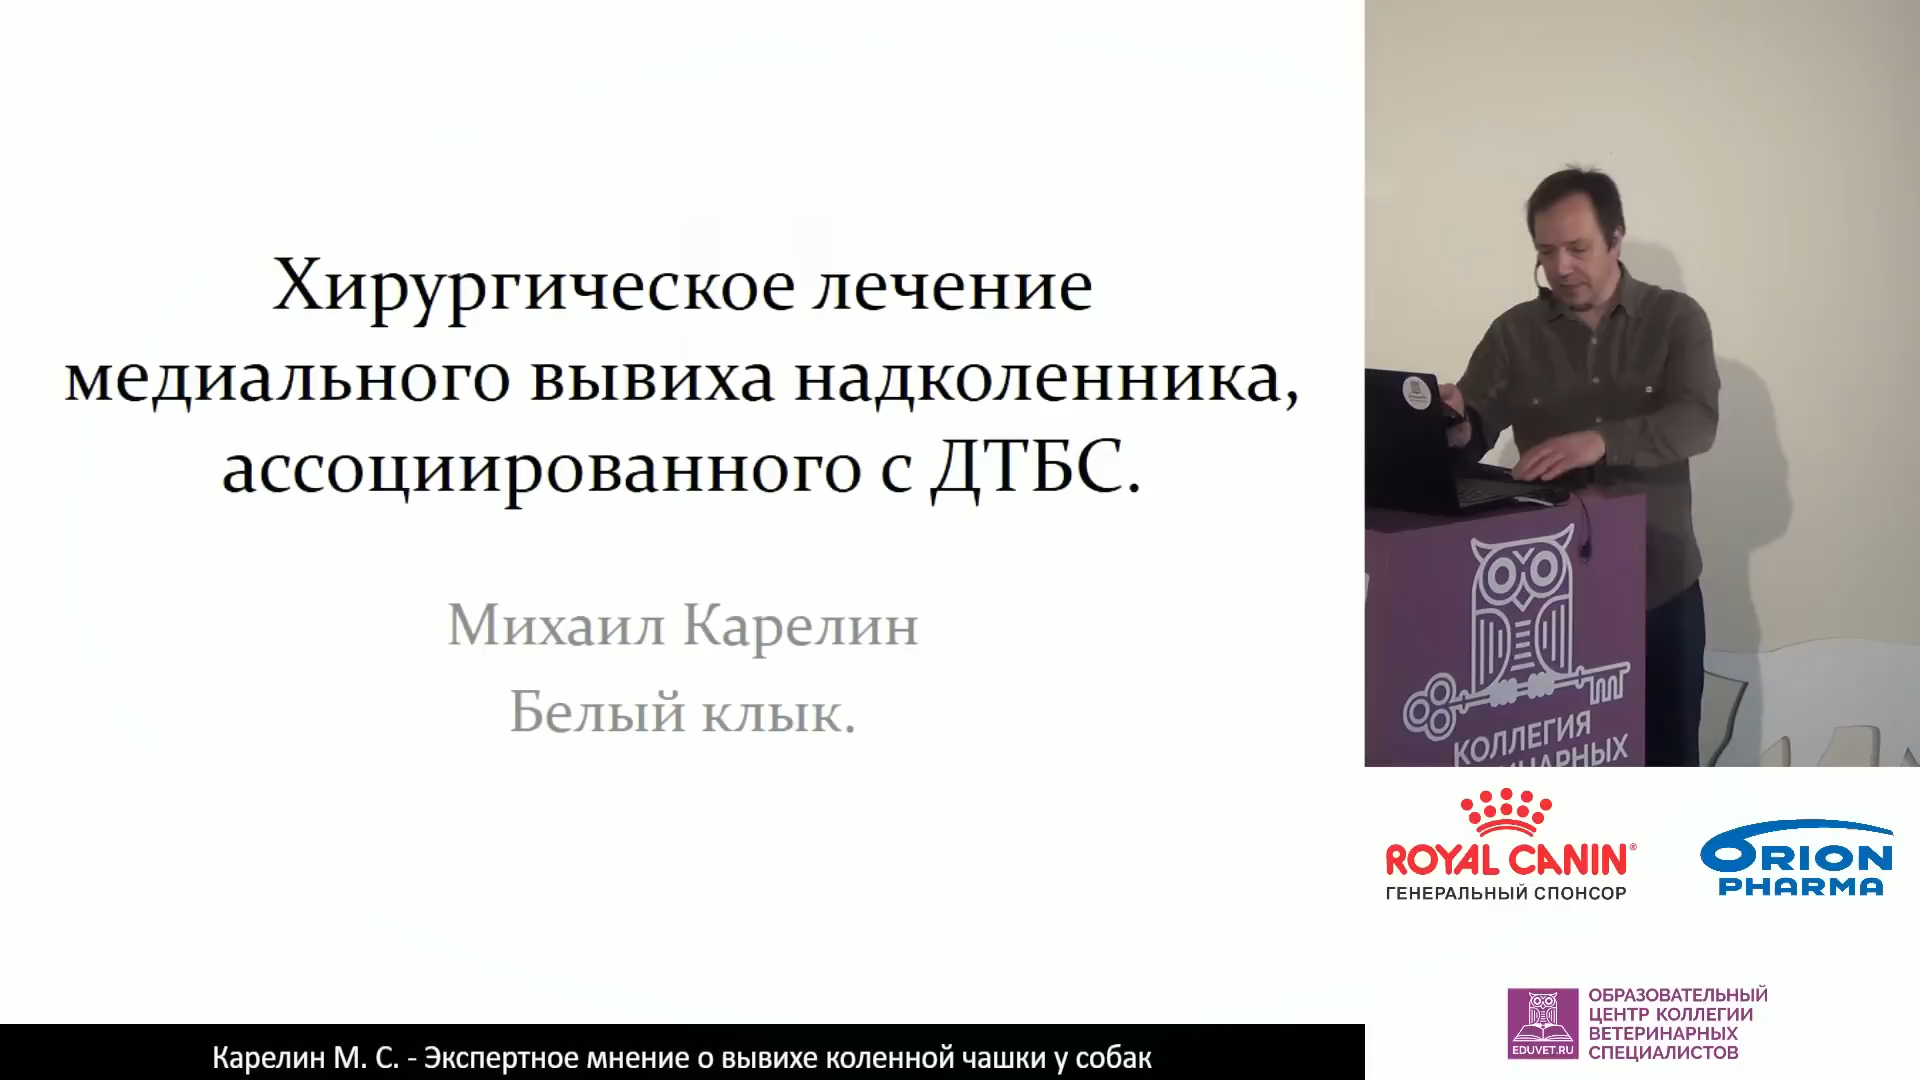 Хирургическое лечение
медиального вывиха надколенника,
ассоциированного с ДТБС.
Михаил Карелин
Белый клык.
КОЛЛЕГИЯ
ROYAL CANIN®
ГЕНЕРАЛЬНЫЙ СПОНСОР
ORION
PHARMA
EDUVET.RU
ОБРАЗОВАТЕЛЬНЫЙ
ЦЕНТР КОЛЛЕГИИ
ВЕТЕРИНАРНЫХ
СПЕЦИАЛИСТОВ
Карелин М. С. - Экспертное мнение о вывихе коленной чашки у собак